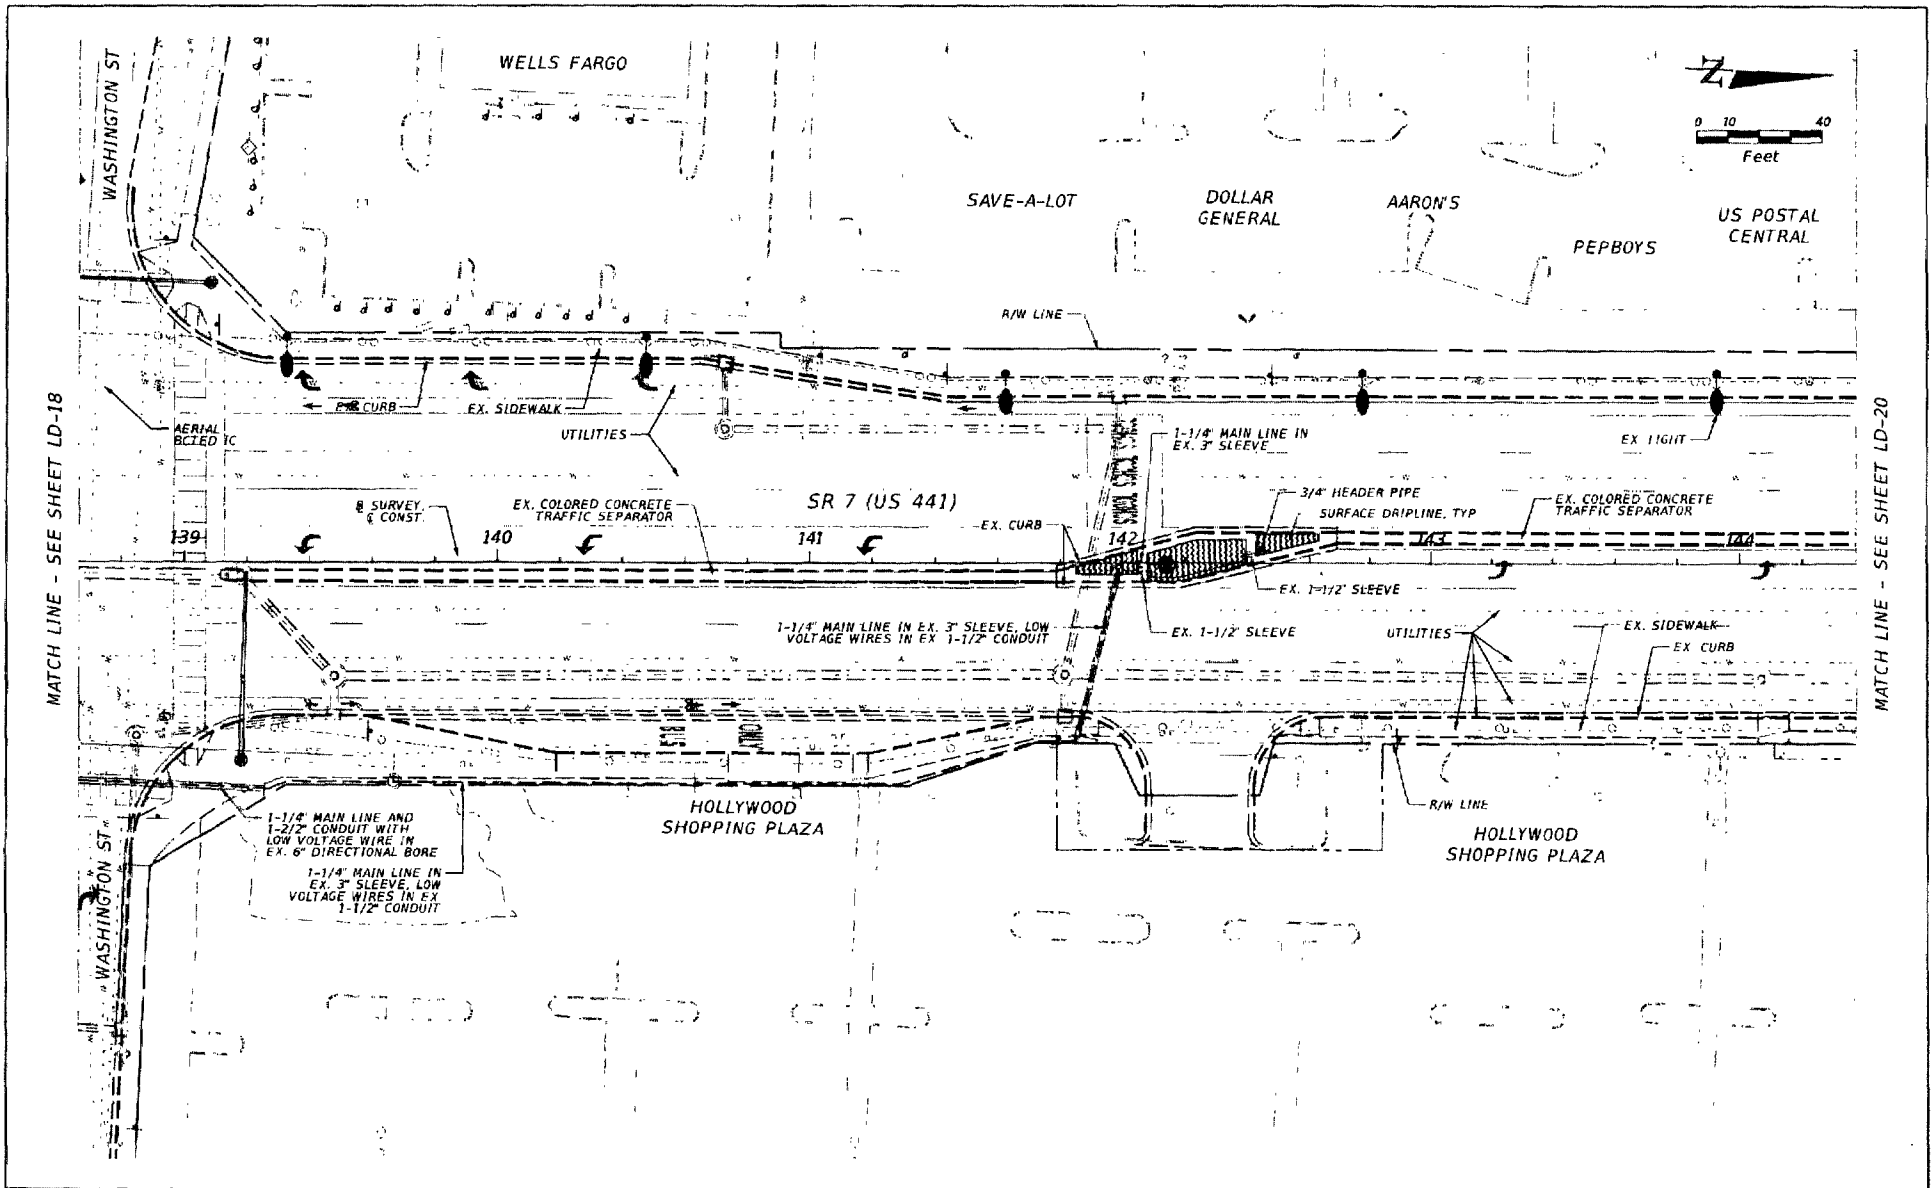 WASHINGTON ST
WELLS FARGO
N
0 10 40
Feet
SAVE-A-LOT
DOLLAR
GENERAL
AARON'S
US POSTAL
CENTRAL
PEPBOYS
R/W LINE
CURB
EX. SIDEWALK
UTILITIES
AERIAL
EX LIGHT
1-1/4" MAIN LINE IN
EX. 3" SLEEVE
MATCH LINE - SEE SHEET LD-18
MATCH LINE - SEE SHEET LD-20
SURVEY
CONST.
EX. COLORED CONCRETE
TRAFFIC SEPARATOR
SR 7 (US 441)
EX. CURB
3/4" HEADER PIPE
SURFACE DRIPLINE, TYP
EX. COLORED CONCRETE
TRAFFIC SEPARATOR
139
140
141
142
143
144
EX. 1-1/2" SLEEVE
1-1/4" MAIN LINE IN EX. 3" SLEEVE, LOW
VOLTAGE WIRES IN EX 1-1/2" CONDUIT
EX. 1-1/2" SLEEVE
UTILITIES
EX. SIDEWALK
EX CURB
R/W LINE
HOLLYWOOD
SHOPPING PLAZA
HOLLYWOOD
SHOPPING PLAZA
1-1/4" MAIN LINE AND
1-2/2" CONDUIT WITH
LOW VOLTAGE WIRE IN
EX. 6" DIRECTIONAL BORE
1-1/4" MAIN LINE IN
EX. 3" SLEEVE, LOW
VOLTAGE WIRES IN EX
1-1/2" CONDUIT
WASHINGTON ST